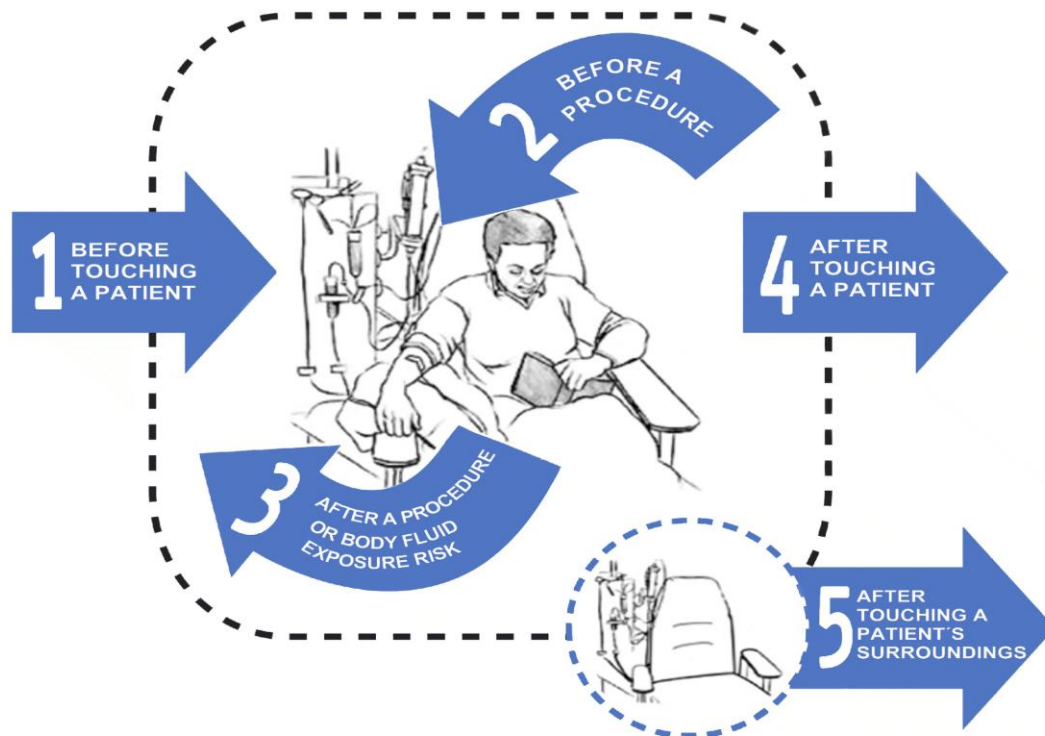 1
BEFORE
TOUCHING
A PATIENT
2
BEFORE A
PROCEDURE
3
AFTER A PROCEDURE
OR BODY FLUID
EXPOSURE RISK
4
AFTER
TOUCHING
A PATIENT
5
AFTER
TOUCHING A
PATIENT´S
SURROUNDINGS